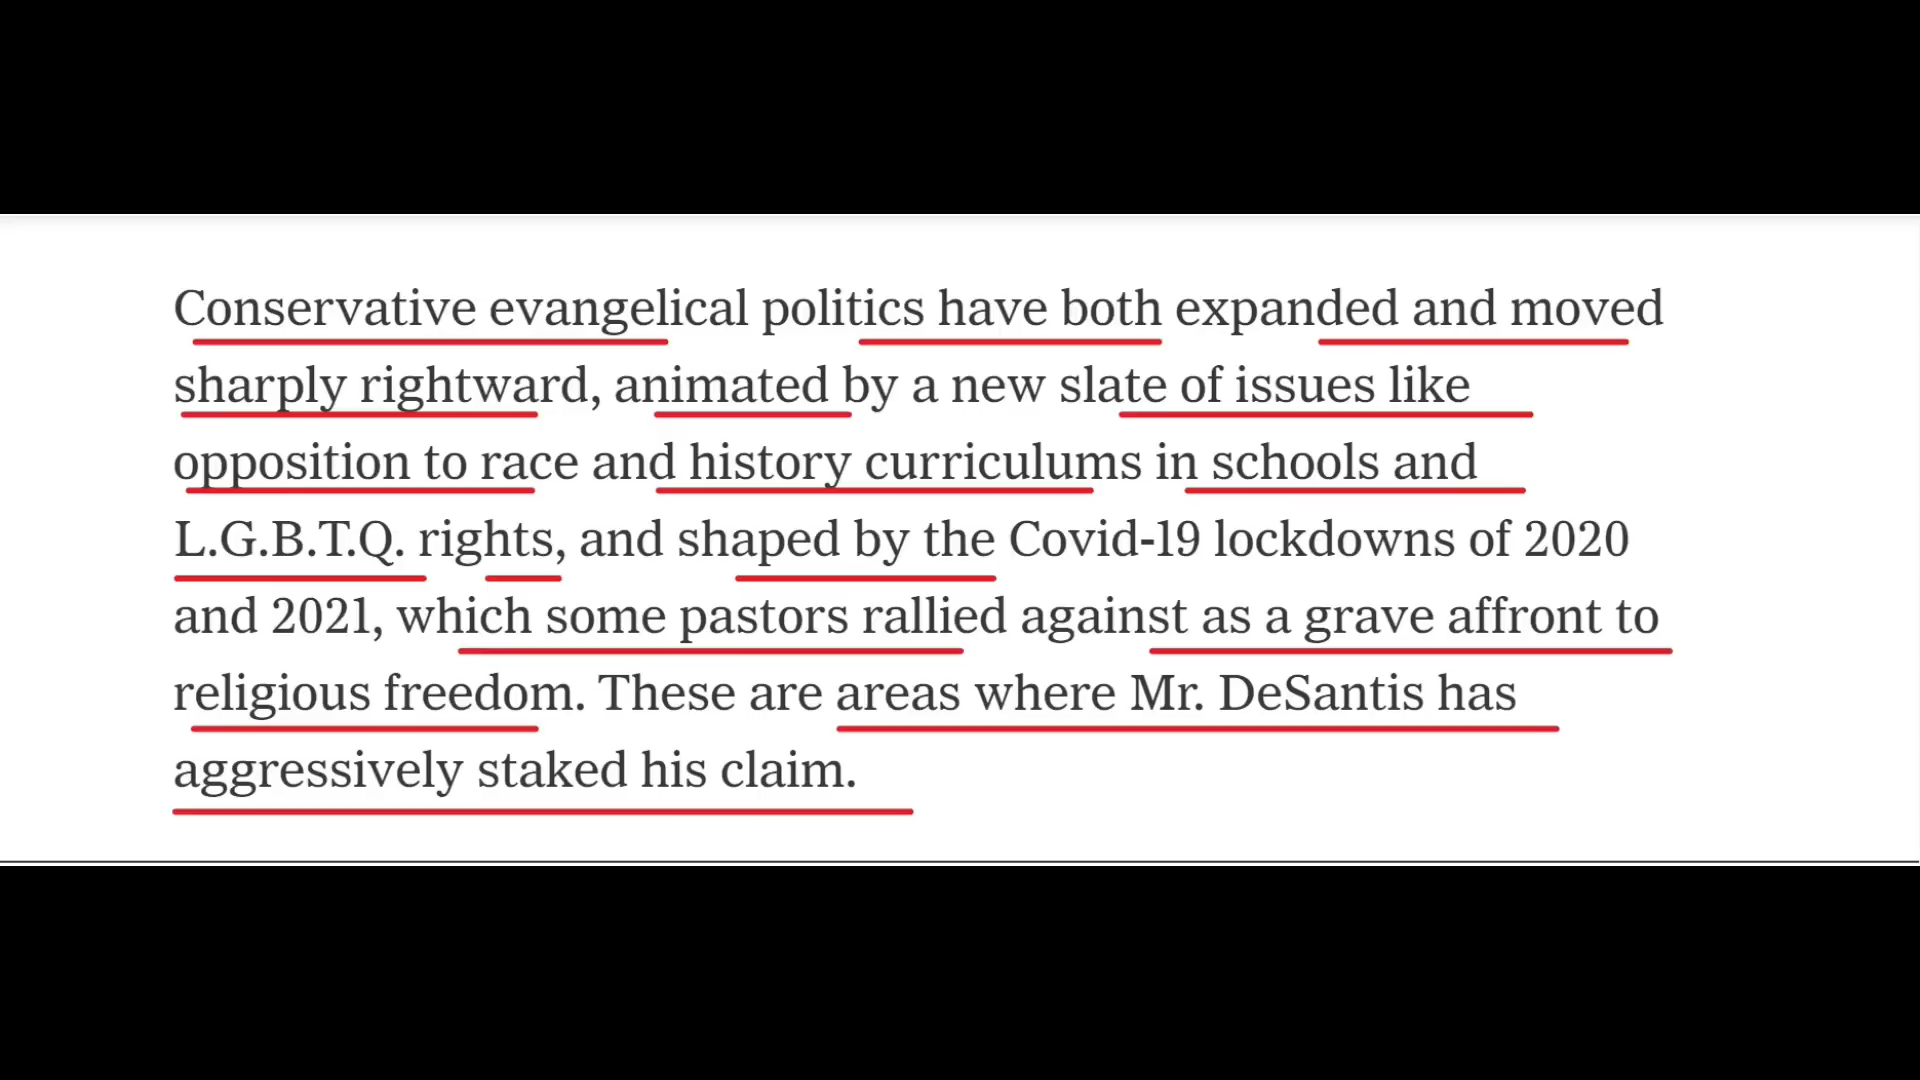 Conservative evangelical politics have both expanded and moved
sharply rightward, animated by a new slate of issues like
opposition to race and history curriculums in schools and
L.G.B.T.Q. rights, and shaped by the Covid-19 lockdowns of 2020
and 2021, which some pastors rallied against as a grave affront to
religious freedom. These are areas where Mr. DeSantis has
aggressively staked his claim.